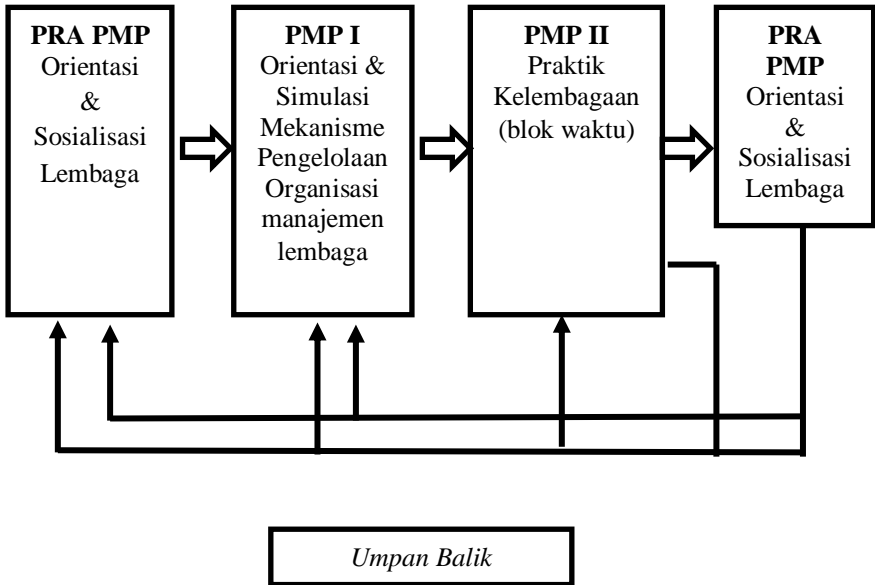 PRA PMP
Orientasi
&
Sosialisasi
Lembaga
PMP I
Orientasi &
Simulasi
Mekanisme
Pengelolaan
Organisasi
manajemen
lembaga
PMP II
Praktik
Kelembagaan
(blok waktu)
PRA
PMP
Orientasi
&
Sosialisasi
Lembaga
Umpan Balik